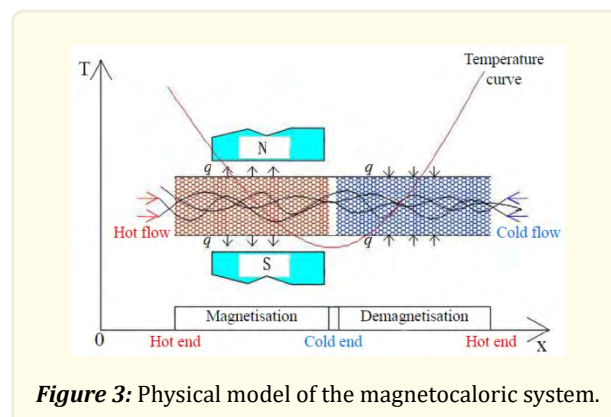 T
Temperature
curve
N
q
q
Hot flow
Cold flow
q
q
S
Magnetisation
Demagnetisation
0
Hot end
Cold end
Hot end
X
Figure 3: Physical model of the magnetocaloric system.